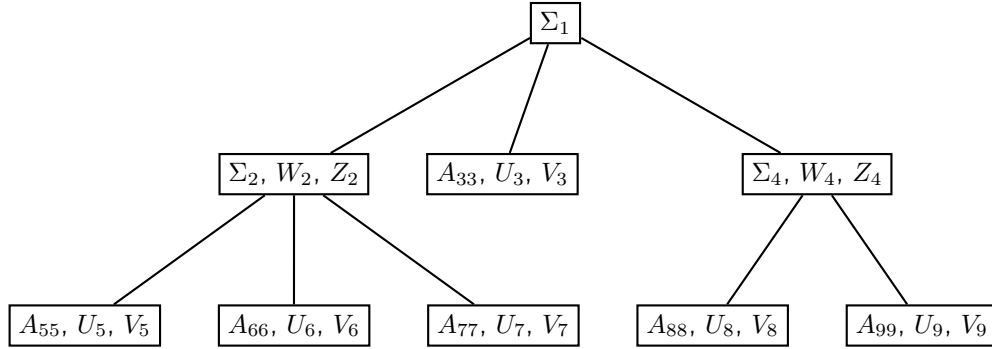 Σ₁
Σ₂, W₂, Z₂
A₃₃, U₃, V₃
Σ₄, W₄, Z₄
A₅₅, U₅, V₅
A₆₆, U₆, V₆
A₇₇, U₇, V₇
A₈₈, U₈, V₈
A₉₉, U₉, V₉